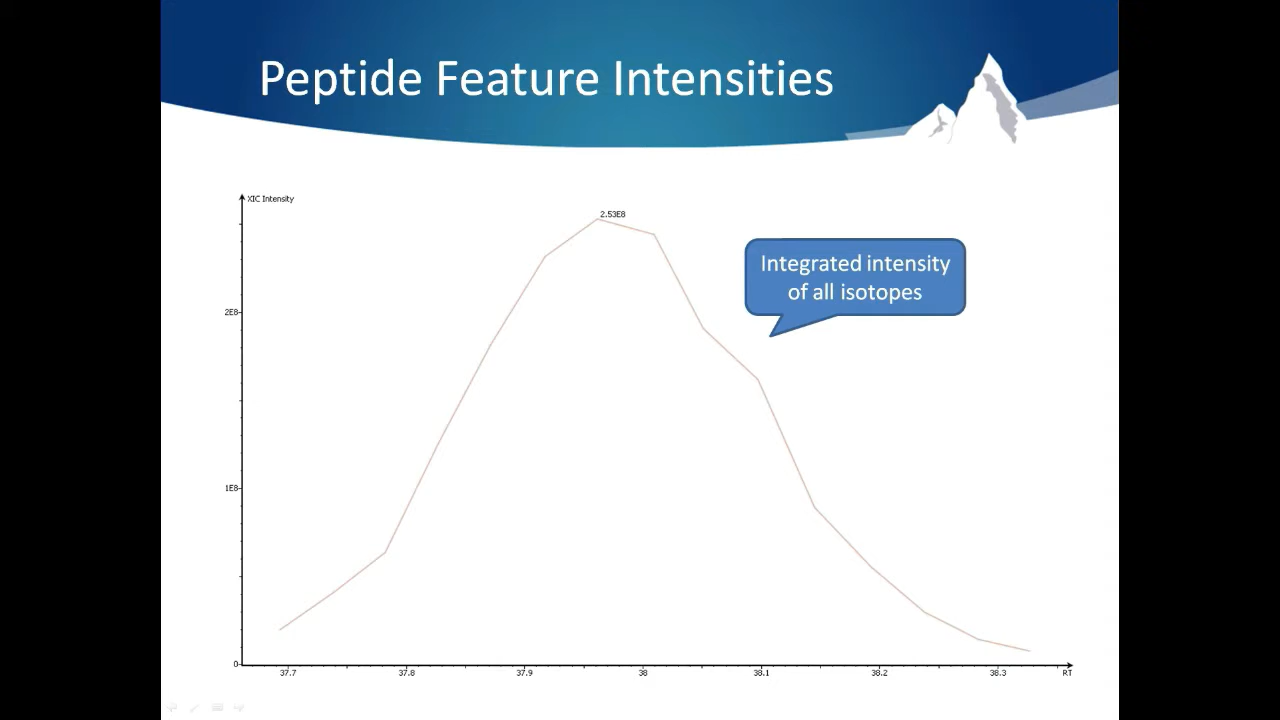 Peptide Feature Intensities
XIC Intensity
2.53E8
Integrated intensity
of all isotopes
2E8
1E8
0
37.7 37.8 37.9 38 38.1 38.2 38.3 RT